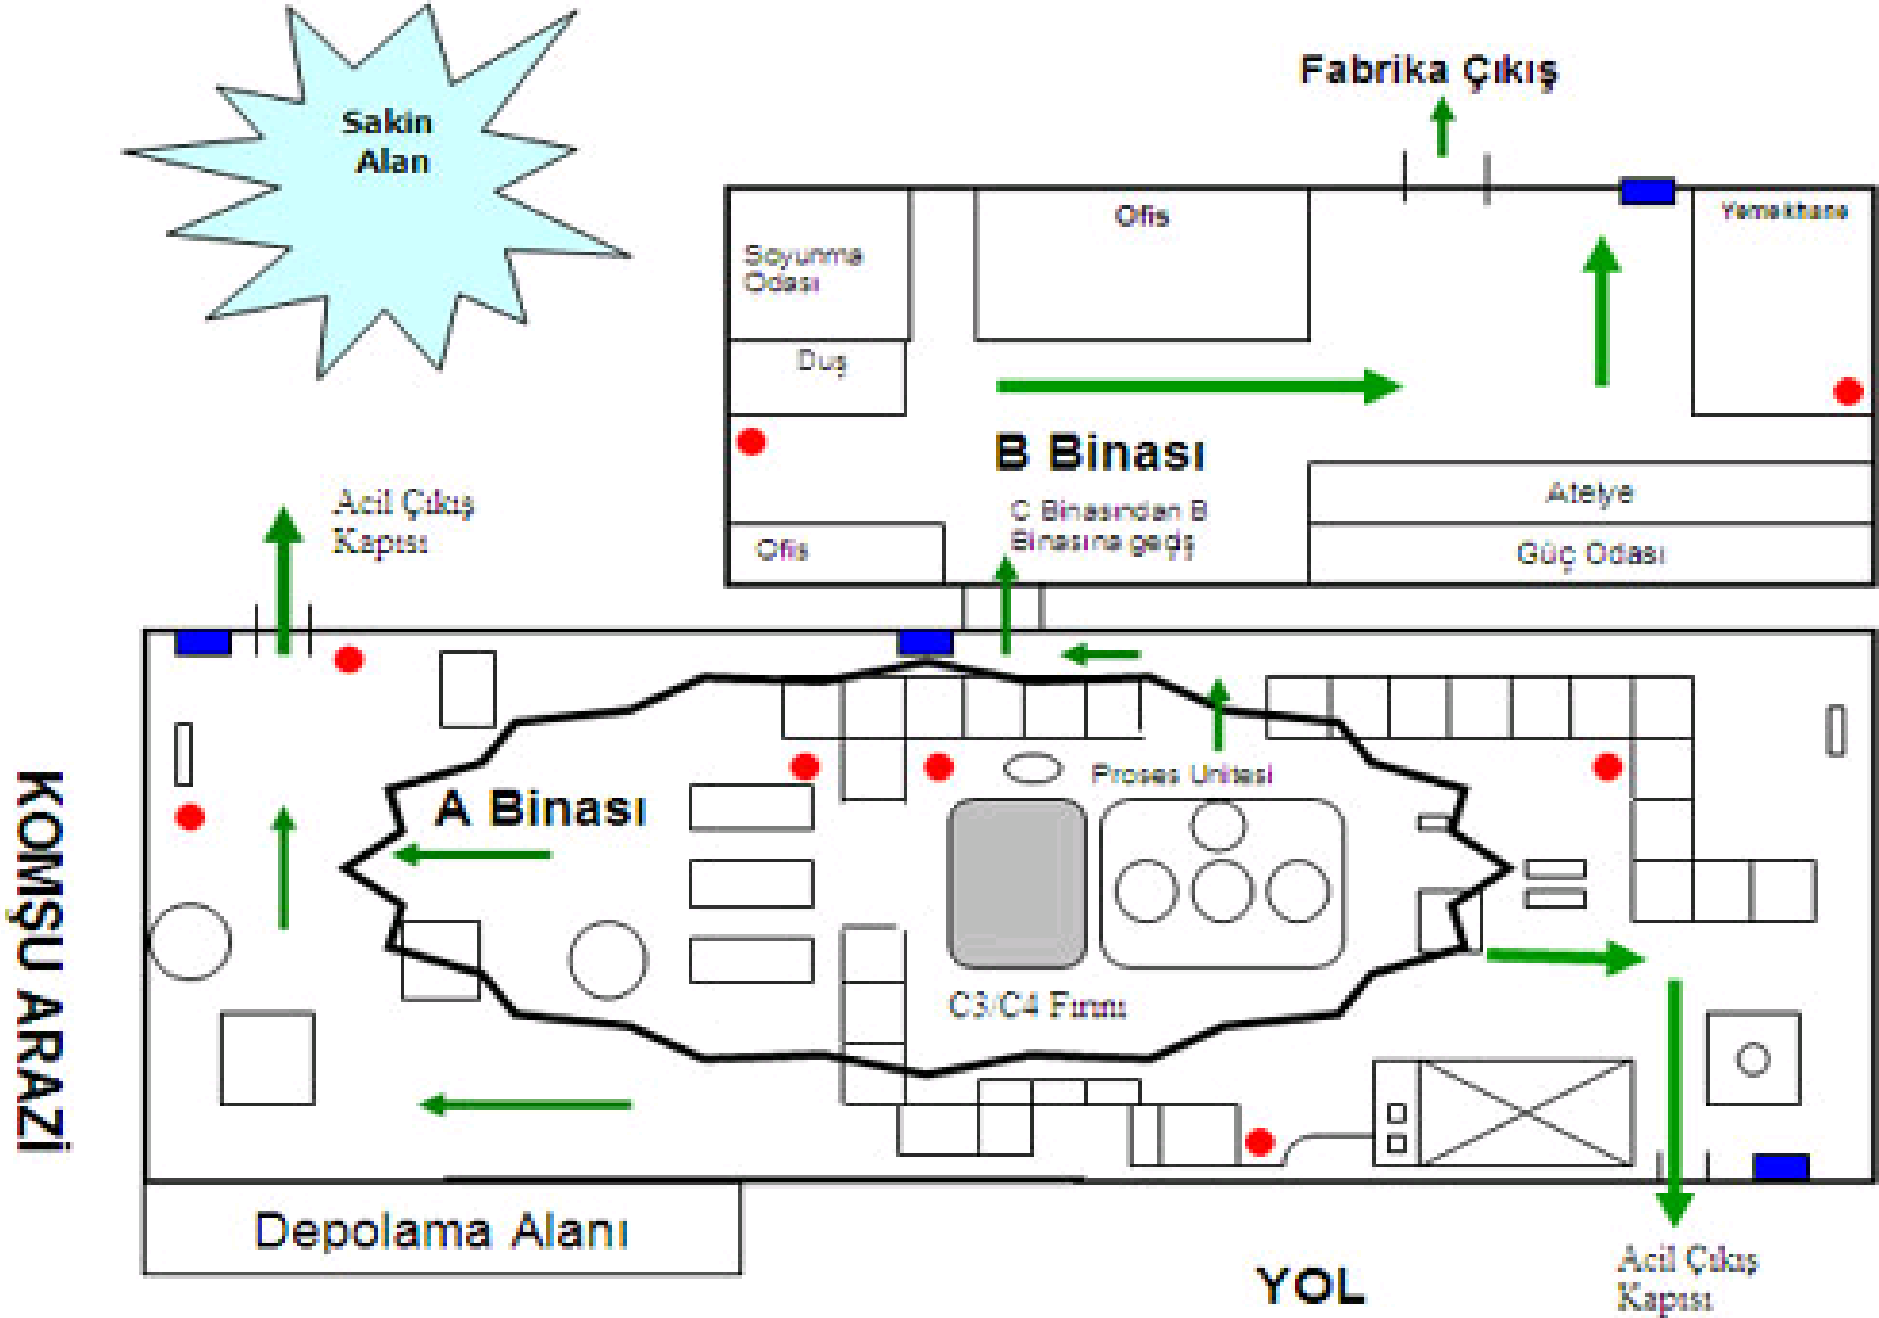 Sakin
Alan
Fabrika Çıkış
Ofis
Yemekhane
Soyunma
Odası
Duş
B Binası
C Binasından B
Binasına geçiş
Atelye
Ofis
Güç Odası
Acil Çıkış
Kapısı
KOMŞU ARAZİ
A Binası
Proses Unitesi
C3/C4 Fırını
Depolama Alanı
YOL
Acil Çıkış
Kapısı